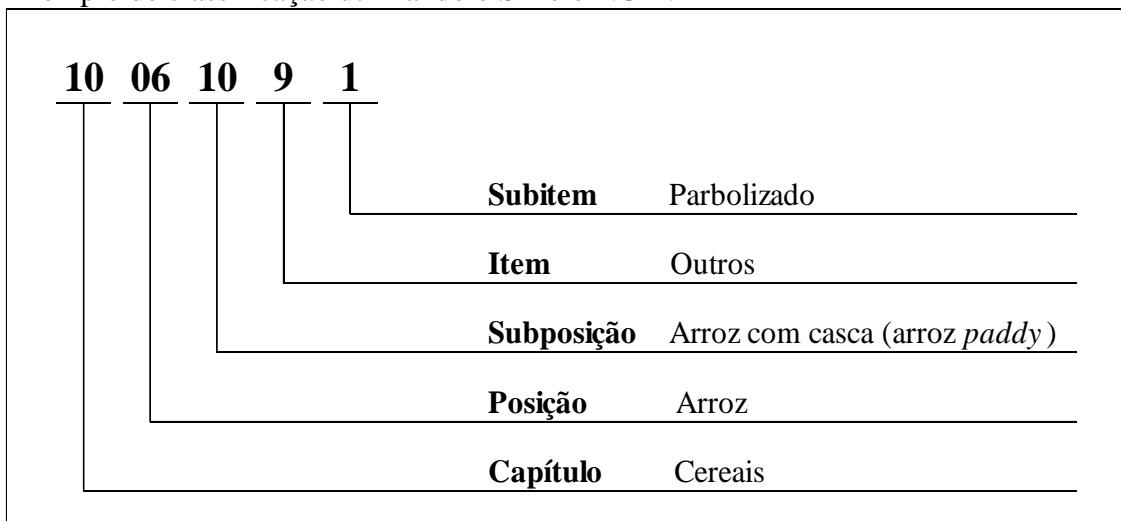 10 06 10 9 1
Subitem Parbolizado
Item Outros
Subposição Arroz com casca (arroz paddy)
Posição Arroz
Capítulo Cereais